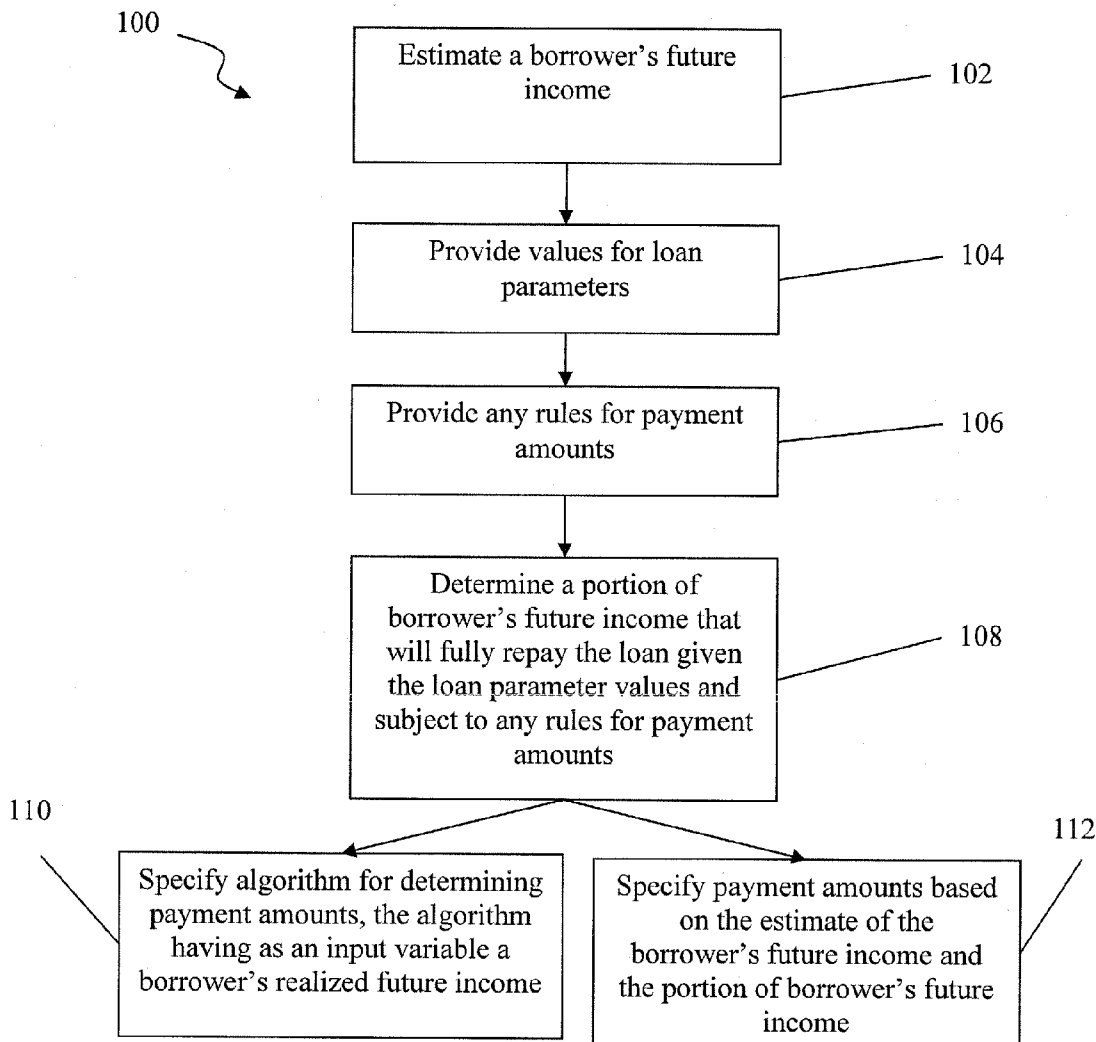 100
Estimate a borrower's future
income
102
Provide values for loan
parameters
104
Provide any rules for payment
amounts
106
Determine a portion of
borrower's future income that
will fully repay the loan given
the loan parameter values and
subject to any rules for payment
amounts
108
110
Specify algorithm for determining
payment amounts, the algorithm
having as an input variable a
borrower's realized future income
112
Specify payment amounts based
on the estimate of the
borrower's future income and
the portion of borrower's future
income